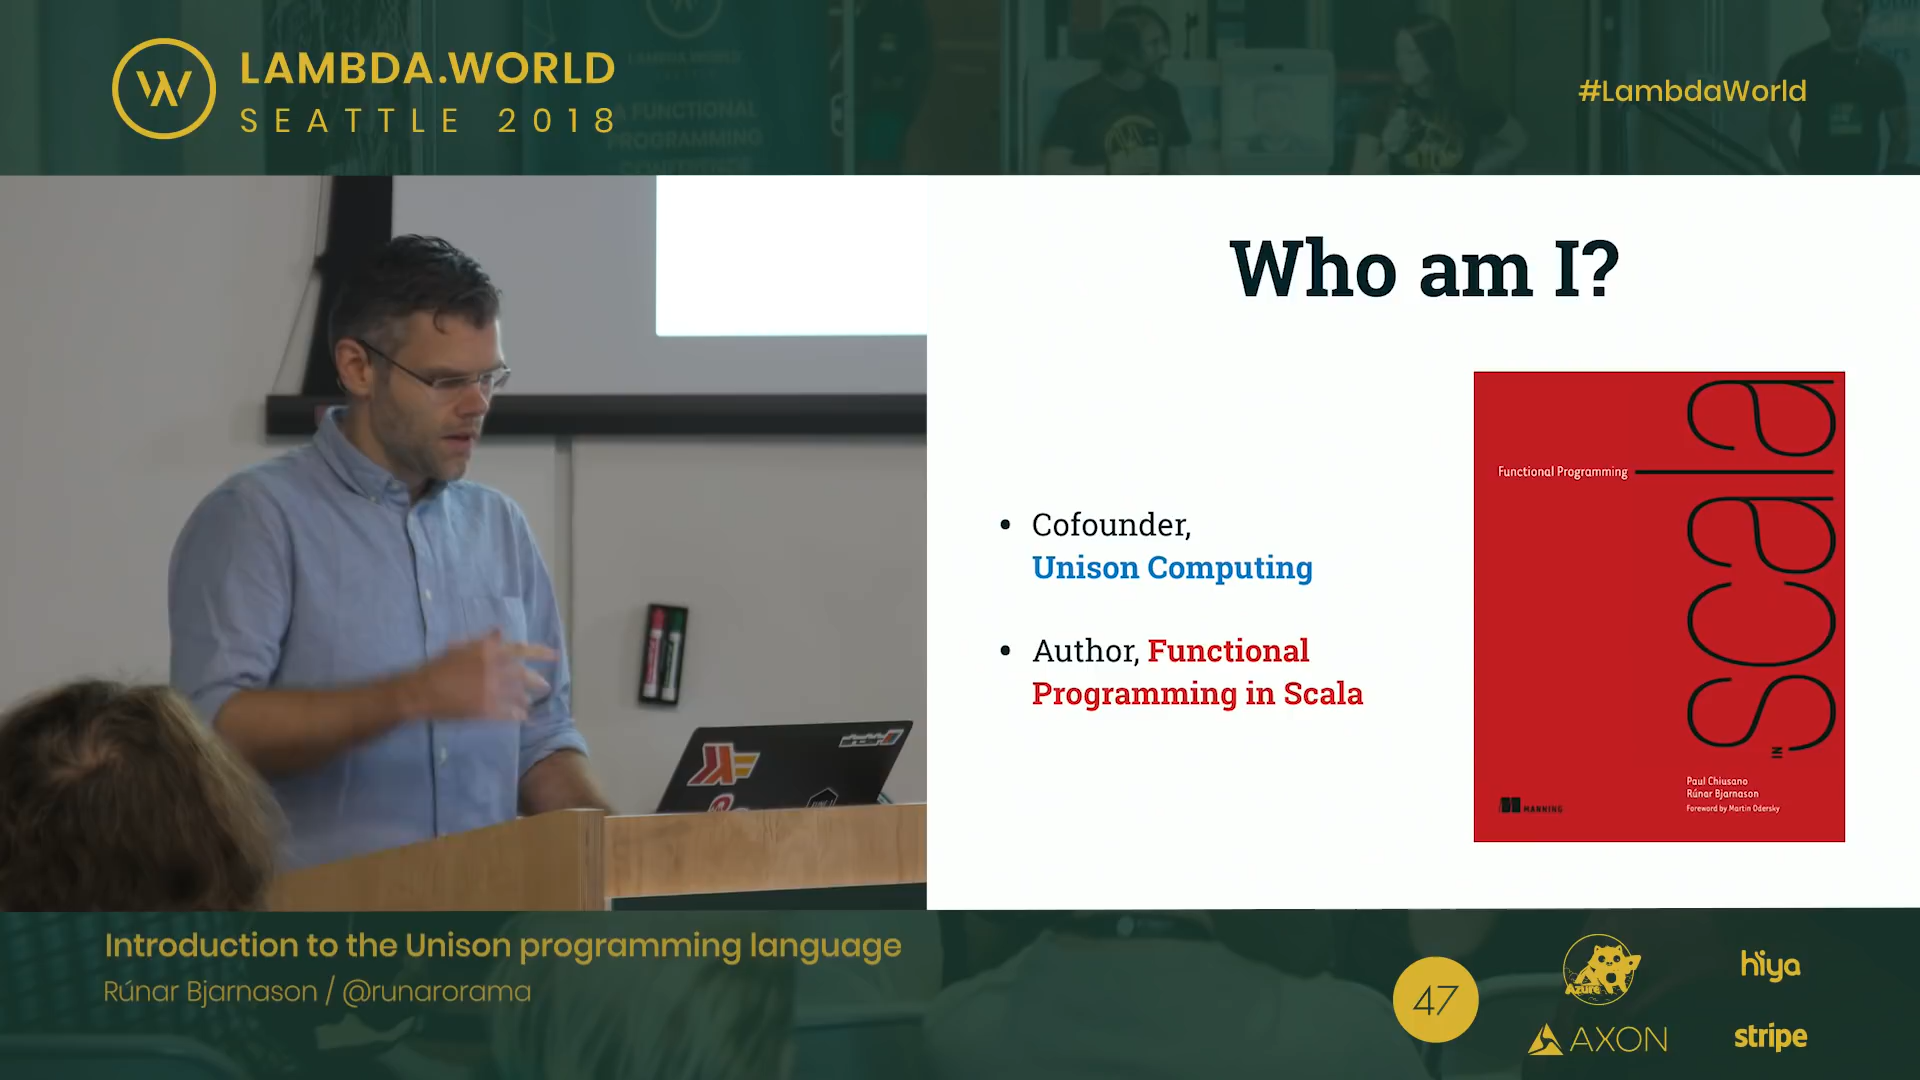 LAMBDA.WORLD
SEATTLE 2018
#LambdaWorld
Who am I?
• Cofounder,
Unison Computing
• Author, Functional
Programming in Scala
Functional Programming
IN
scala
Paul Chiusano
Rúnar Bjarnason
Foreword by Martin Odersky
MANNING
Introduction to the Unison programming language
Rúnar Bjarnason / @runarorama
47
Azure
hiya
AXON
stripe